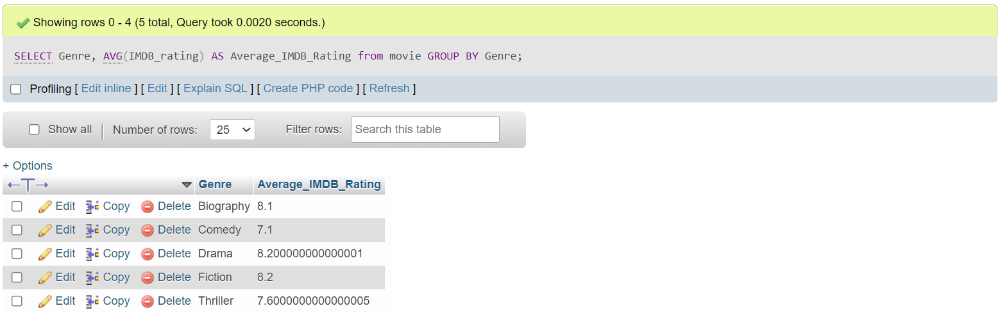 Showing rows 0 - 4 (5 total, Query took 0.0020 seconds.)
SELECT Genre, AVG(IMDB_rating) AS Average_IMDB_Rating from movie GROUP BY Genre;
Profiling [ Edit inline ] [ Edit ] [ Explain SQL ] [ Create PHP code ] [ Refresh ]
Show all Number of rows: 25 Filter rows: Search this table
+ Options
←T→ Genre Average_IMDB_Rating
Edit Copy Delete Biography 8.1
Edit Copy Delete Comedy 7.1
Edit Copy Delete Drama 8.200000000000001
Edit Copy Delete Fiction 8.2
Edit Copy Delete Thriller 7.6000000000000005